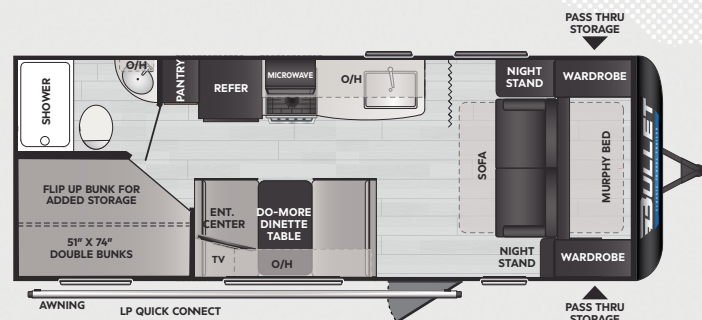 PASS THRU
STORAGE
O/H
PANTRY
REFER
MICROWAVE
O/H
NIGHT
STAND
WARDROBE
SHOWER
SOFA
MURPHY BED
BULLET
FLIP UP BUNK FOR
ADDED STORAGE
51" X 74"
DOUBLE BUNKS
ENT.
CENTER
TV
DO-MORE
DINETTE
TABLE
O/H
NIGHT
STAND
WARDROBE
AWNING
LP QUICK CONNECT
PASS THRU
STORAGE